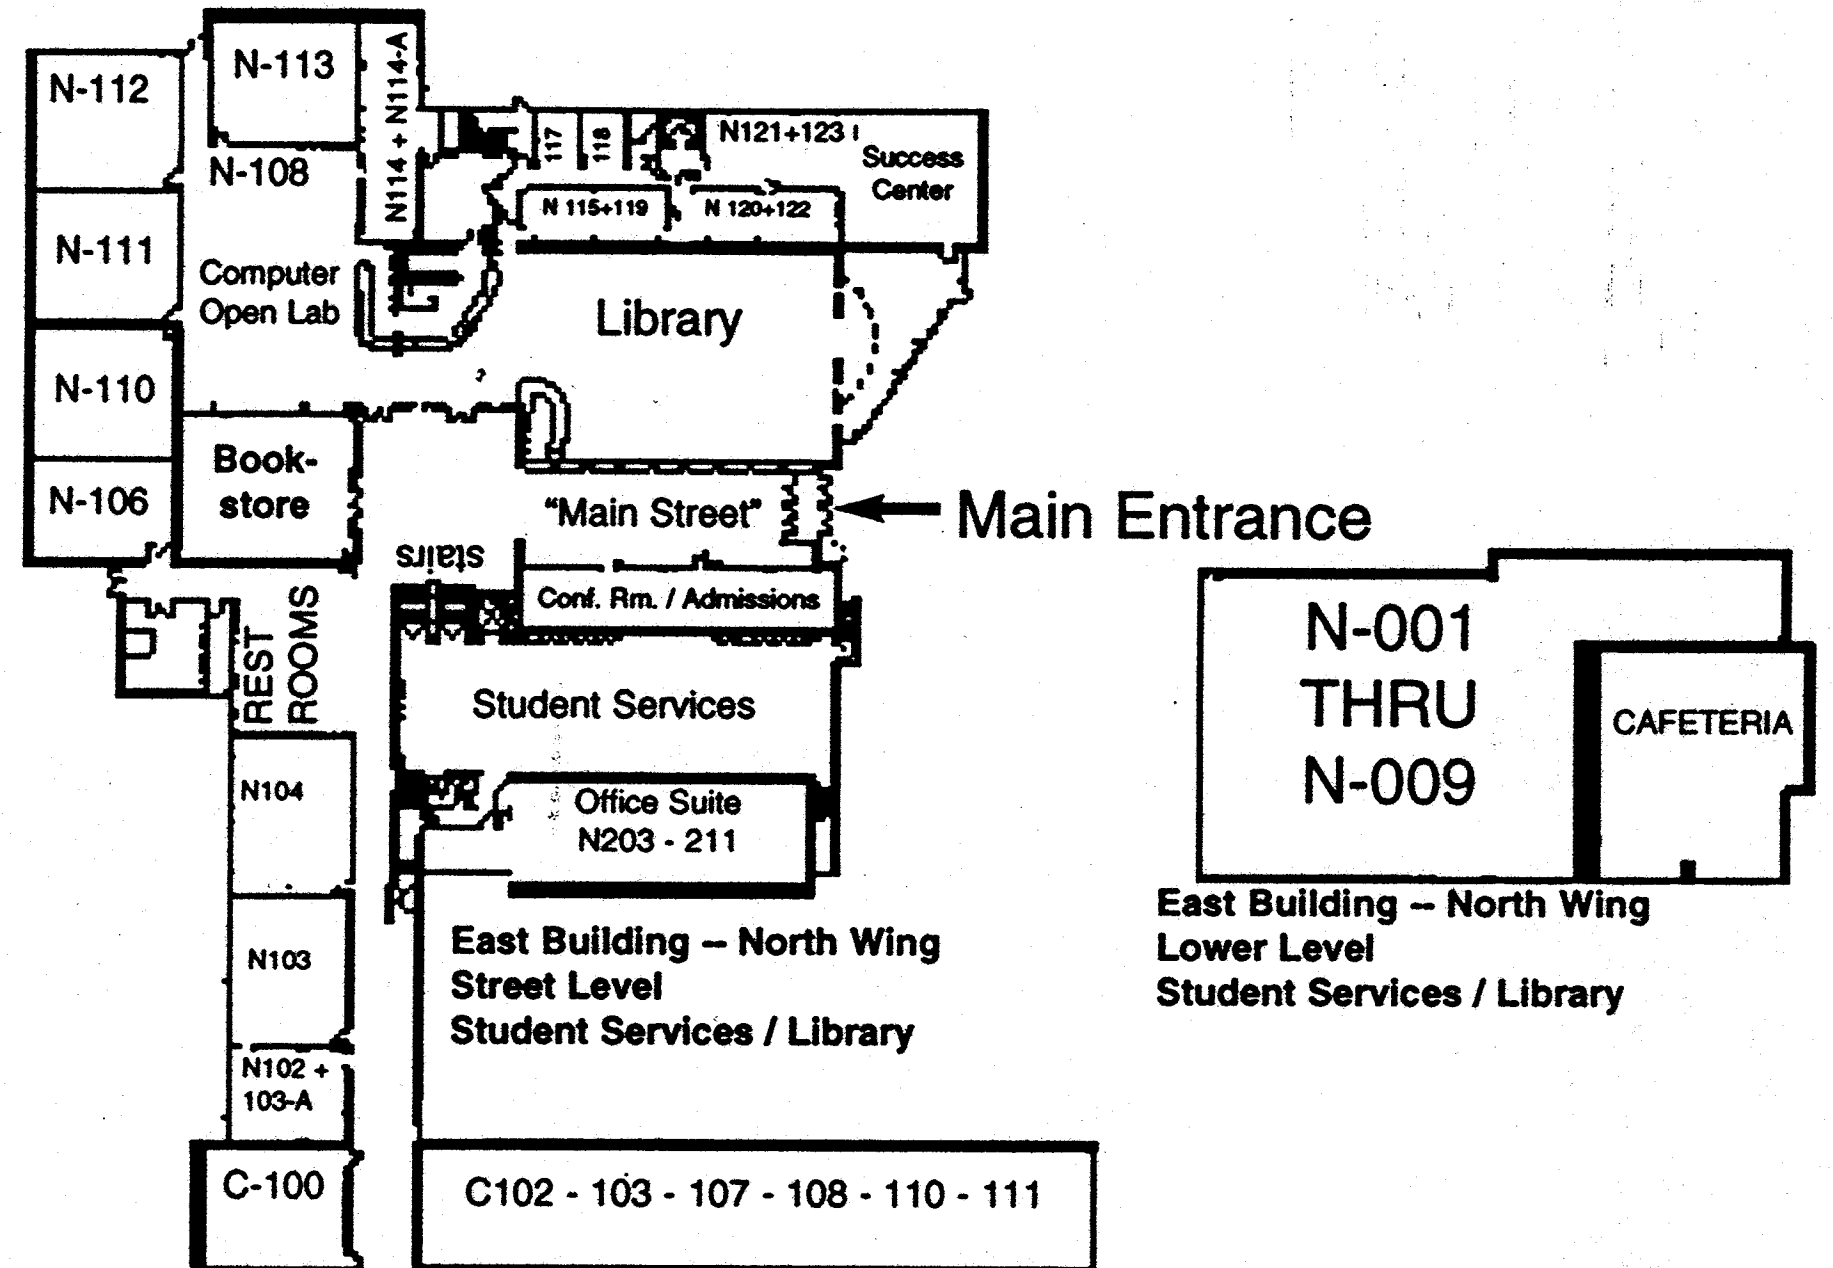 N-112
N-113
N114 + N114-A
117
118
N121+123
Success
Center
N-108
N 115+119
N 120+122
N-111
Computer
Open Lab
Library
N-110
Book-
store
N-106
"Main Street"
Main Entrance
stairs
Conf. Rm. / Admissions
REST
ROOMS
Student Services
N104
Office Suite
N203 - 211
N103
N102 +
103-A
East Building – North Wing
Street Level
Student Services / Library
C-100
C102 - 103 - 107 - 108 - 110 - 111
N-001
THRU
N-009
CAFETERIA
East Building – North Wing
Lower Level
Student Services / Library